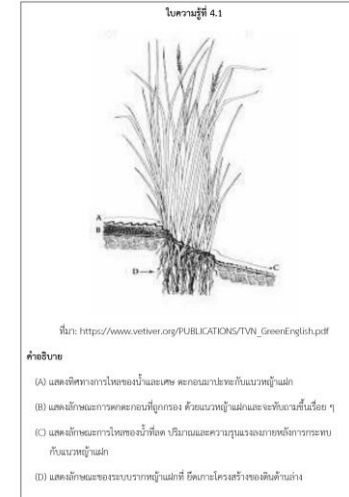 ใบความรู้ที่ 4.1
A
B
C
D
ที่มา: https://www.vetiver.org/PUBLICATIONS/TVN_GreenEnglish.pdf
คำอธิบาย
(A) แสดงทิศทางการไหลของน้ำและเศษ ตะกอนมาปะทะกับแนวหญ้าแฝก
(B) แสดงลักษณะการตกตะกอนที่ถูกกรอง ด้วยแนวหญ้าแฝกและจะทับถามขึ้นเรื่อย ๆ
(C) แสดงลักษณะการไหลของน้ำที่ลด ปริมาณและความรุนแรงลงภายหลังการกระทบ
กับแนวหญ้าแฝก
(D) แสดงลักษณะของระบบรากหญ้าแฝกที่ ยึดเกาะโครงสร้างของดินด้านล่าง